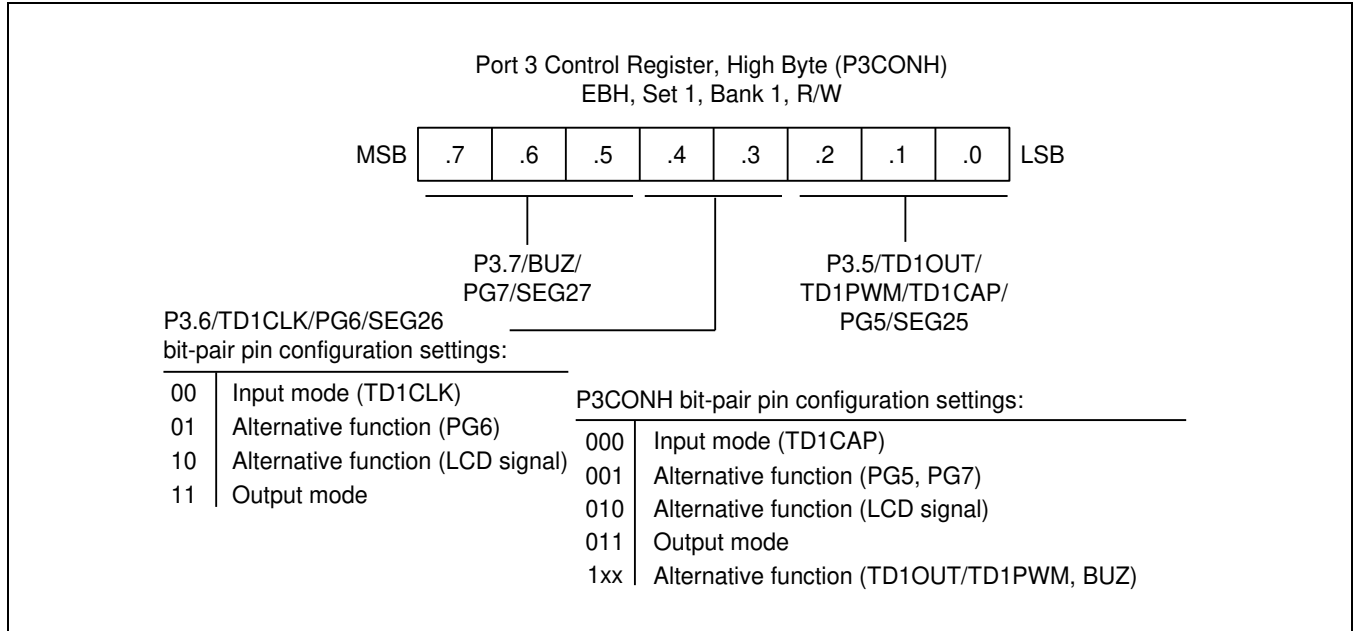 Port 3 Control Register, High Byte (P3CONH)
EBH, Set 1, Bank 1, R/W
MSB .7 .6 .5 .4 .3 .2 .1 .0 LSB
P3.7/BUZ/
PG7/SEG27
P3.5/TD1OUT/
TD1PWM/TD1CAP/
PG5/SEG25
P3.6/TD1CLK/PG6/SEG26
bit-pair pin configuration settings:
00 Input mode (TD1CLK)
01 Alternative function (PG6)
10 Alternative function (LCD signal)
11 Output mode
P3CONH bit-pair pin configuration settings:
000 Input mode (TD1CAP)
001 Alternative function (PG5, PG7)
010 Alternative function (LCD signal)
011 Output mode
1xx Alternative function (TD1OUT/TD1PWM, BUZ)